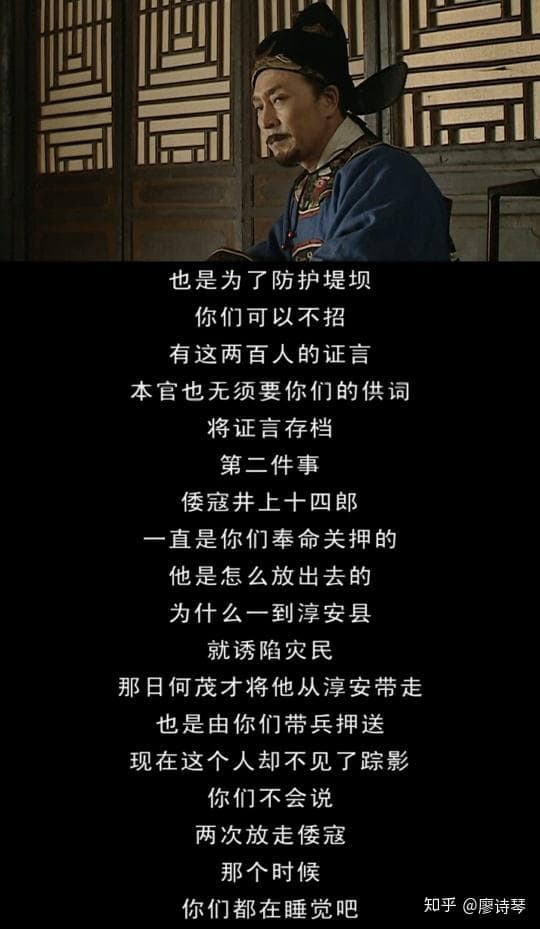 也是为了防护堤坝
你们可以不招
有这两百人的证言
本官也无须要你们的供词
将证言存档
第二件事
倭寇井上十四郎
一直是你们奉命关押的
他是怎么放出去的
为什么一到淳安县
就诱陷灾民
那日何茂才将他从淳安带走
也是由你们带兵押送
现在这个人却不见了踪影
你们不会说
两次放走倭寇
那个时候
你们都在睡觉吧
知乎 @廖诗琴